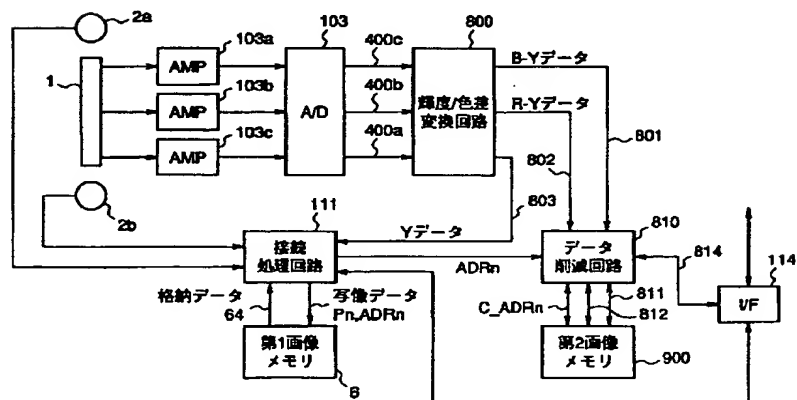 2a
1
103a
AMP
103b
AMP
103c
AMP
103
A/D
400c
400b
400a
800
輝度/色差
変換回路
B-Yデータ
R-Yデータ
801
802
803
Yデータ
2b
111
接続
処理回路
ADRn
810
データ
削減回路
814
114
I/F
格納データ
64
写像データ
Pn,ADRn
C_ADRn
811
812
第1画像
メモリ
6
第2画像
メモリ
900